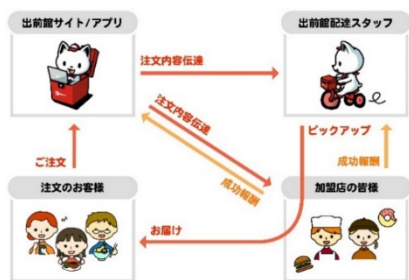 出前館サイト/アプリ
出前館配達スタッフ
注文内容伝達
注文内容伝達
成功報酬
ピックアップ
ご注文
成功報酬
注文のお客様
お届け
加盟店の皆様